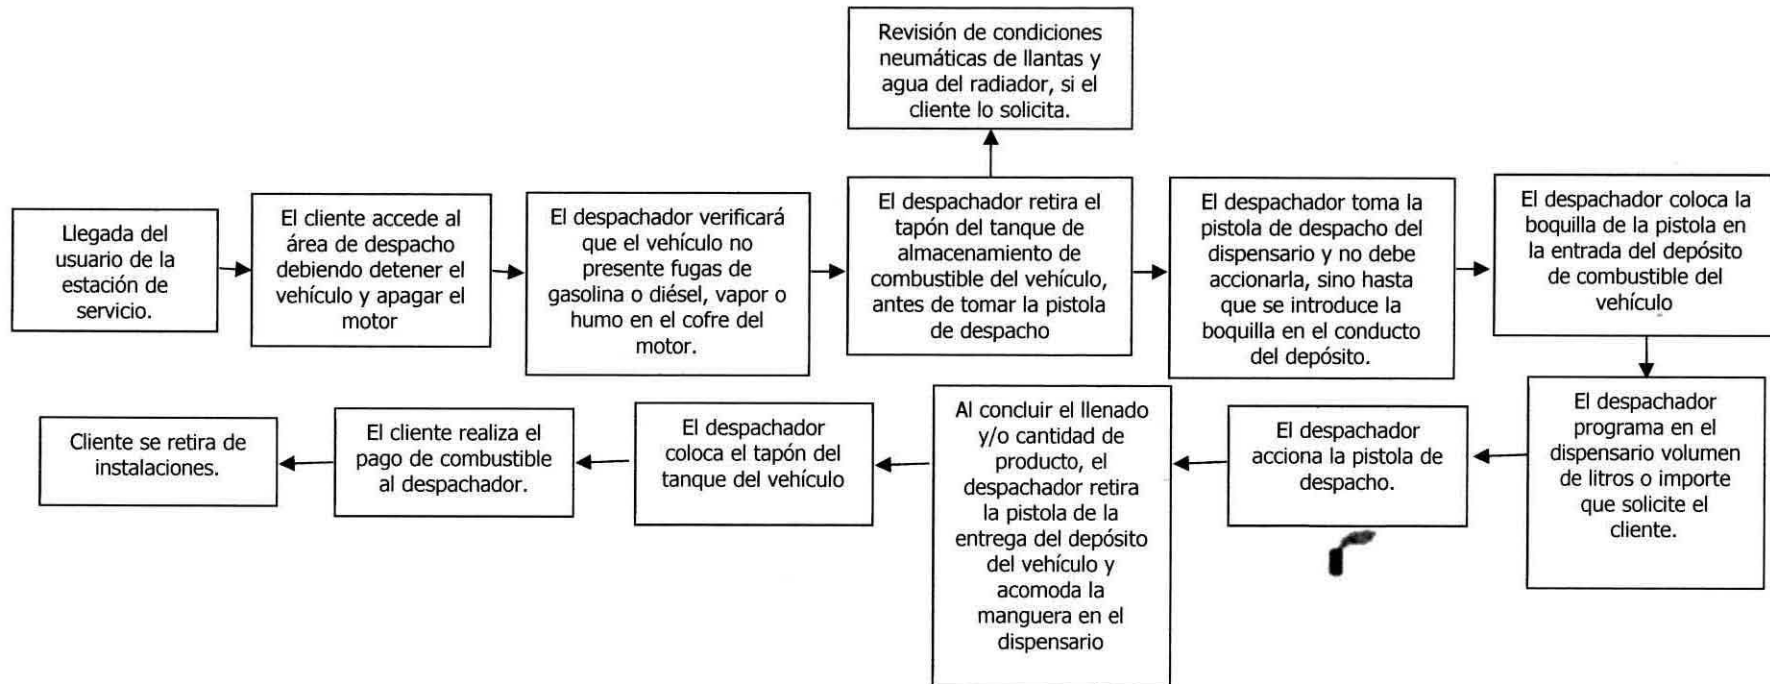 Revisión de condiciones
neumáticas de llantas y
agua del radiador, si el
cliente lo solicita.
Llegada del
usuario de la
estación de
servicio.
El cliente accede al
área de despacho
debiendo detener el
vehículo y apagar el
motor
El despachador verificará
que el vehículo no
presente fugas de
gasolina o diésel, vapor o
humo en el cofre del
motor.
El despachador retira el
tapón del tanque de
almacenamiento de
combustible del vehículo,
antes de tomar la pistola
de despacho
El despachador toma la
pistola de despacho del
dispensario y no debe
accionarla, sino hasta
que se introduce la
boquilla en el conducto
del depósito.
El despachador coloca la
boquilla de la pistola en
la entrada del depósito
de combustible del
vehículo
El despachador
programa en el
dispensario volumen
de litros o importe
que solicite el
cliente.
El despachador
acciona la pistola de
despacho.
Al concluir el llenado
y/o cantidad de
producto, el
despachador retira
la pistola de la
entrega del depósito
del vehículo y
acomoda la
manguera en el
dispensario
El despachador
coloca el tapón del
tanque del vehículo
El cliente realiza el
pago de combustible
al despachador.
Cliente se retira de
instalaciones.